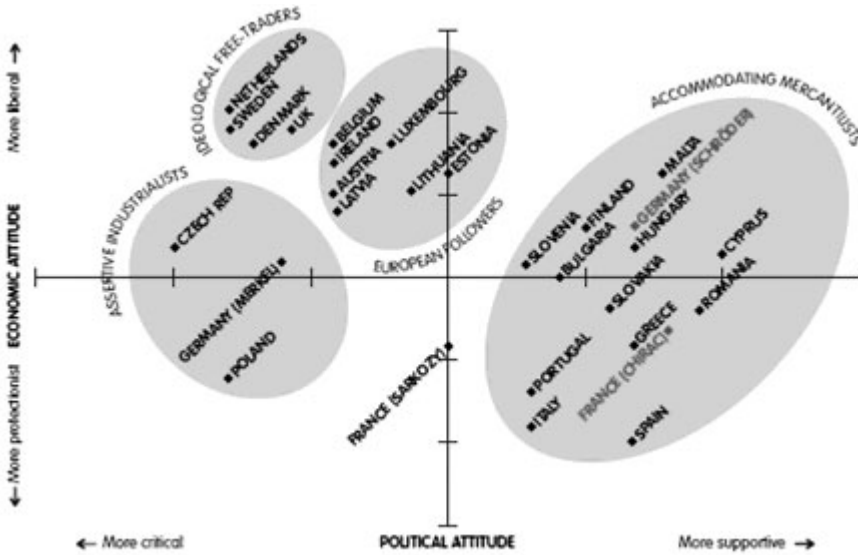 IDEOLOGICAL FREE-TRADERS
NETHERLANDS
SWEDEN
DENMARK
UK
BELGIUM
IRELAND
AUSTRIA
LATVIA
LUXEMBOURG
LITHUANIA
ESTONIA
EUROPEAN FOLLOWERS
ACCOMMODATING MERCANTILISTS
MALTA
GERMANY (SCHRÖDER)
FINLAND
HUNGARY
SLOVENIA
BULGARIA
CYPRUS
SLOVAKIA
ROMANIA
GREECE
PORTUGAL
FRANCE (CHIRAC)
ITALY
SPAIN
ASSERTIVE INDUSTRIALISTS
CZECH REP
GERMANY (MERKEL)
POLAND
FRANCE (SARKOZY)
More liberal →
ECONOMIC ATTITUDE
← More protectionist
← More critical
POLITICAL ATTITUDE
More supportive →